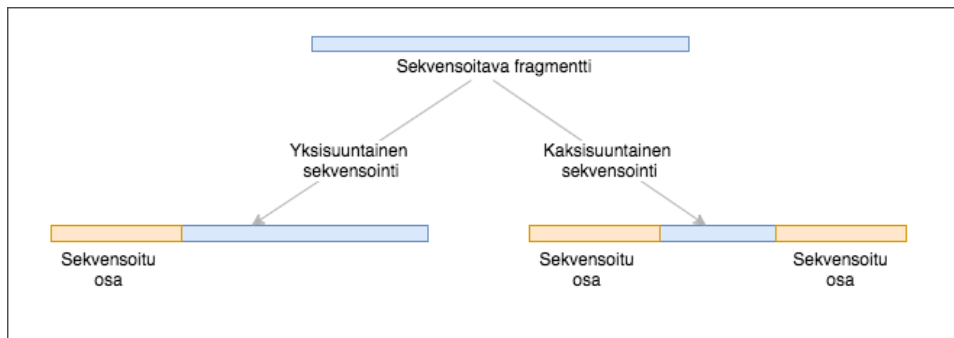 Sekvensoitava fragmentti
Yksisuuntainen
sekvensointi
Kaksisuuntainen
sekvensointi
Sekvensoitu
osa
Sekvensoitu
osa
Sekvensoitu
osa